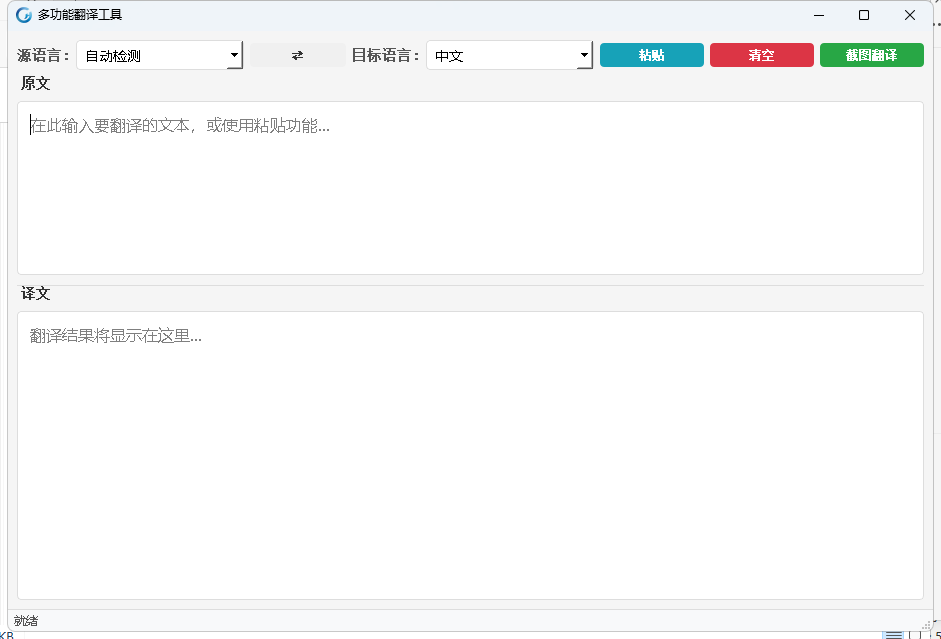 多功能翻译工具
源语言： 自动检测 ⇄ 目标语言： 中文 粘贴 清空 截图翻译
原文
在此输入要翻译的文本，或使用粘贴功能...
译文
翻译结果将显示在这里...
就绪
KB